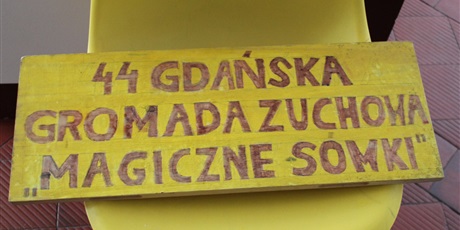 44 GDAŃSKA
GROMADA ZUCHOWA
„MAGICZNE SOWKI"